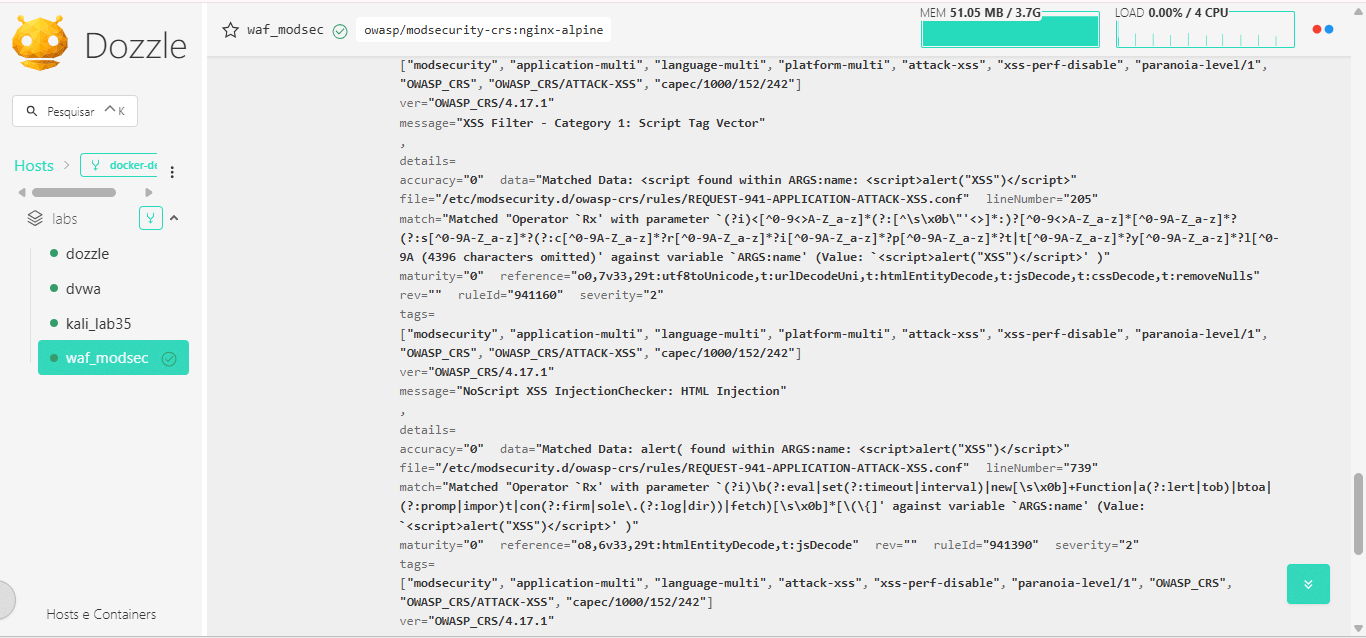 Dozzle
Pesquisar ^ K
Hosts > docker-de
labs
dozzle
dvwa
kali_lab35
waf_modsec
Hosts e Containers
waf_modsec owasp/modsecurity-crs:nginx-alpine
MEM 51.05 MB / 3.7G LOAD 0.00% / 4 CPU
["modsecurity", "application-multi", "language-multi", "platform-multi", "attack-xss", "xss-perf-disable", "paranoia-level/1",
"OWASP_CRS", "OWASP_CRS/ATTACK-XSS", "capec/1000/152/242"]
ver="OWASP_CRS/4.17.1"
message="XSS Filter - Category 1: Script Tag Vector"
,
details=
accuracy="0" data="Matched Data: <script found within ARGS:name: <script>alert("XSS")</script>"
file="/etc/modsecurity.d/owasp-crs/rules/REQUEST-941-APPLICATION-ATTACK-XSS.conf" lineNumber="205"
match="Matched "Operator `Rx' with parameter `(?i)<[^0-9<>A-Z_a-z]*(?:[^\s\x0b\"'<>]*:)?[^0-9<>A-Z_a-z]*[^0-9A-Z_a-z]*?
(?:s[^0-9A-Z_a-z]*?(?:c[^0-9A-Z_a-z]*?r[^0-9A-Z_a-z]*?i[^0-9A-Z_a-z]*?p[^0-9A-Z_a-z]*?t|t[^0-9A-Z_a-z]*?y[^0-9A-Z_a-z]*?l[^0-
9A (4396 characters omitted)' against variable `ARGS:name' (Value: `<script>alert("XSS")</script>' )"
maturity="0" reference="o0,7v33,29t:utf8toUnicode,t:urlDecodeUni,t:htmlEntityDecode,t:jsDecode,t:cssDecode,t:removeNulls"
rev="" ruleId="941160" severity="2"
tags=
["modsecurity", "application-multi", "language-multi", "platform-multi", "attack-xss", "xss-perf-disable", "paranoia-level/1",
"OWASP_CRS", "OWASP_CRS/ATTACK-XSS", "capec/1000/152/242"]
ver="OWASP_CRS/4.17.1"
message="NoScript XSS InjectionChecker: HTML Injection"
,
details=
accuracy="0" data="Matched Data: alert( found within ARGS:name: <script>alert("XSS")</script>"
file="/etc/modsecurity.d/owasp-crs/rules/REQUEST-941-APPLICATION-ATTACK-XSS.conf" lineNumber="739"
match="Matched "Operator `Rx' with parameter `(?i)\b(?:eval|set(?:timeout|interval)|new[\s\x0b]+Function|a(?:lert|tob)|btoa|
(?:promp|impor)t|con(?:firm|sole\.(?:log|dir))|fetch)[\s\x0b]*[\(\{]' against variable `ARGS:name' (Value:
`<script>alert("XSS")</script>' )"
maturity="0" reference="o8,6v33,29t:htmlEntityDecode,t:jsDecode" rev="" ruleId="941390" severity="2"
tags=
["modsecurity", "application-multi", "language-multi", "attack-xss", "xss-perf-disable", "paranoia-level/1", "OWASP_CRS",
"OWASP_CRS/ATTACK-XSS", "capec/1000/152/242"]
ver="OWASP_CRS/4.17.1"